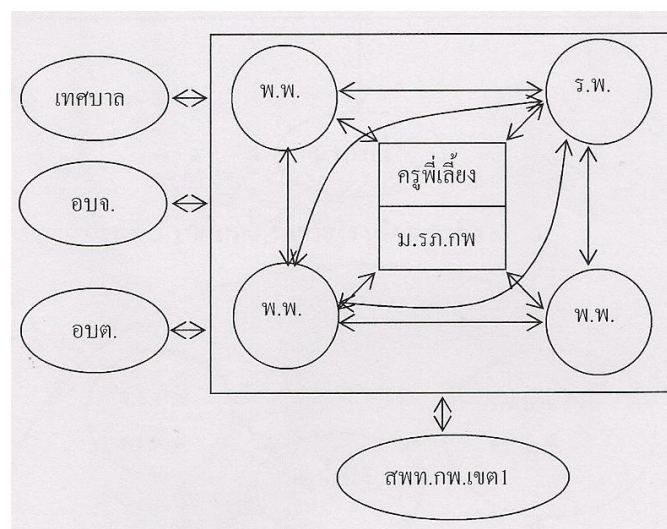 เทศบาล
พ.พ.
ร.พ.
ครูพี่เลี้ยง
อบจ.
ม.รภ.กพ
อบต.
พ.พ.
พ.พ.
สพท.กพ.เขต1